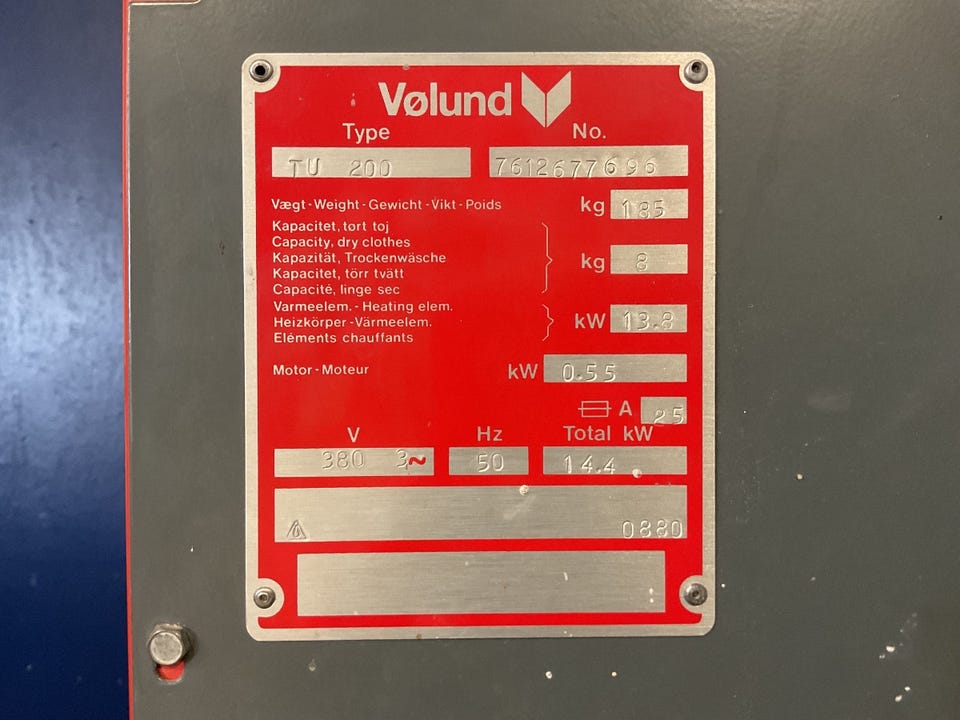 Vølund
Type No.
TU 200 7612677696
Vægt - Weight - Gewicht - Vikt - Poids kg 185
Kapacitet, tørt toj
Capacity, dry clothes
Kapazität, Trockenwäsche kg 8
Kapacitet, törr tvätt
Capacité, linge sec
Varmeelem. - Heating elem.
Heizkörper - Värmeelem. kW 13.8
Eléments chauffants
Motor - Moteur kW 0.55
A 25
V Hz Total kW
380 3~ 50 14.4
0880